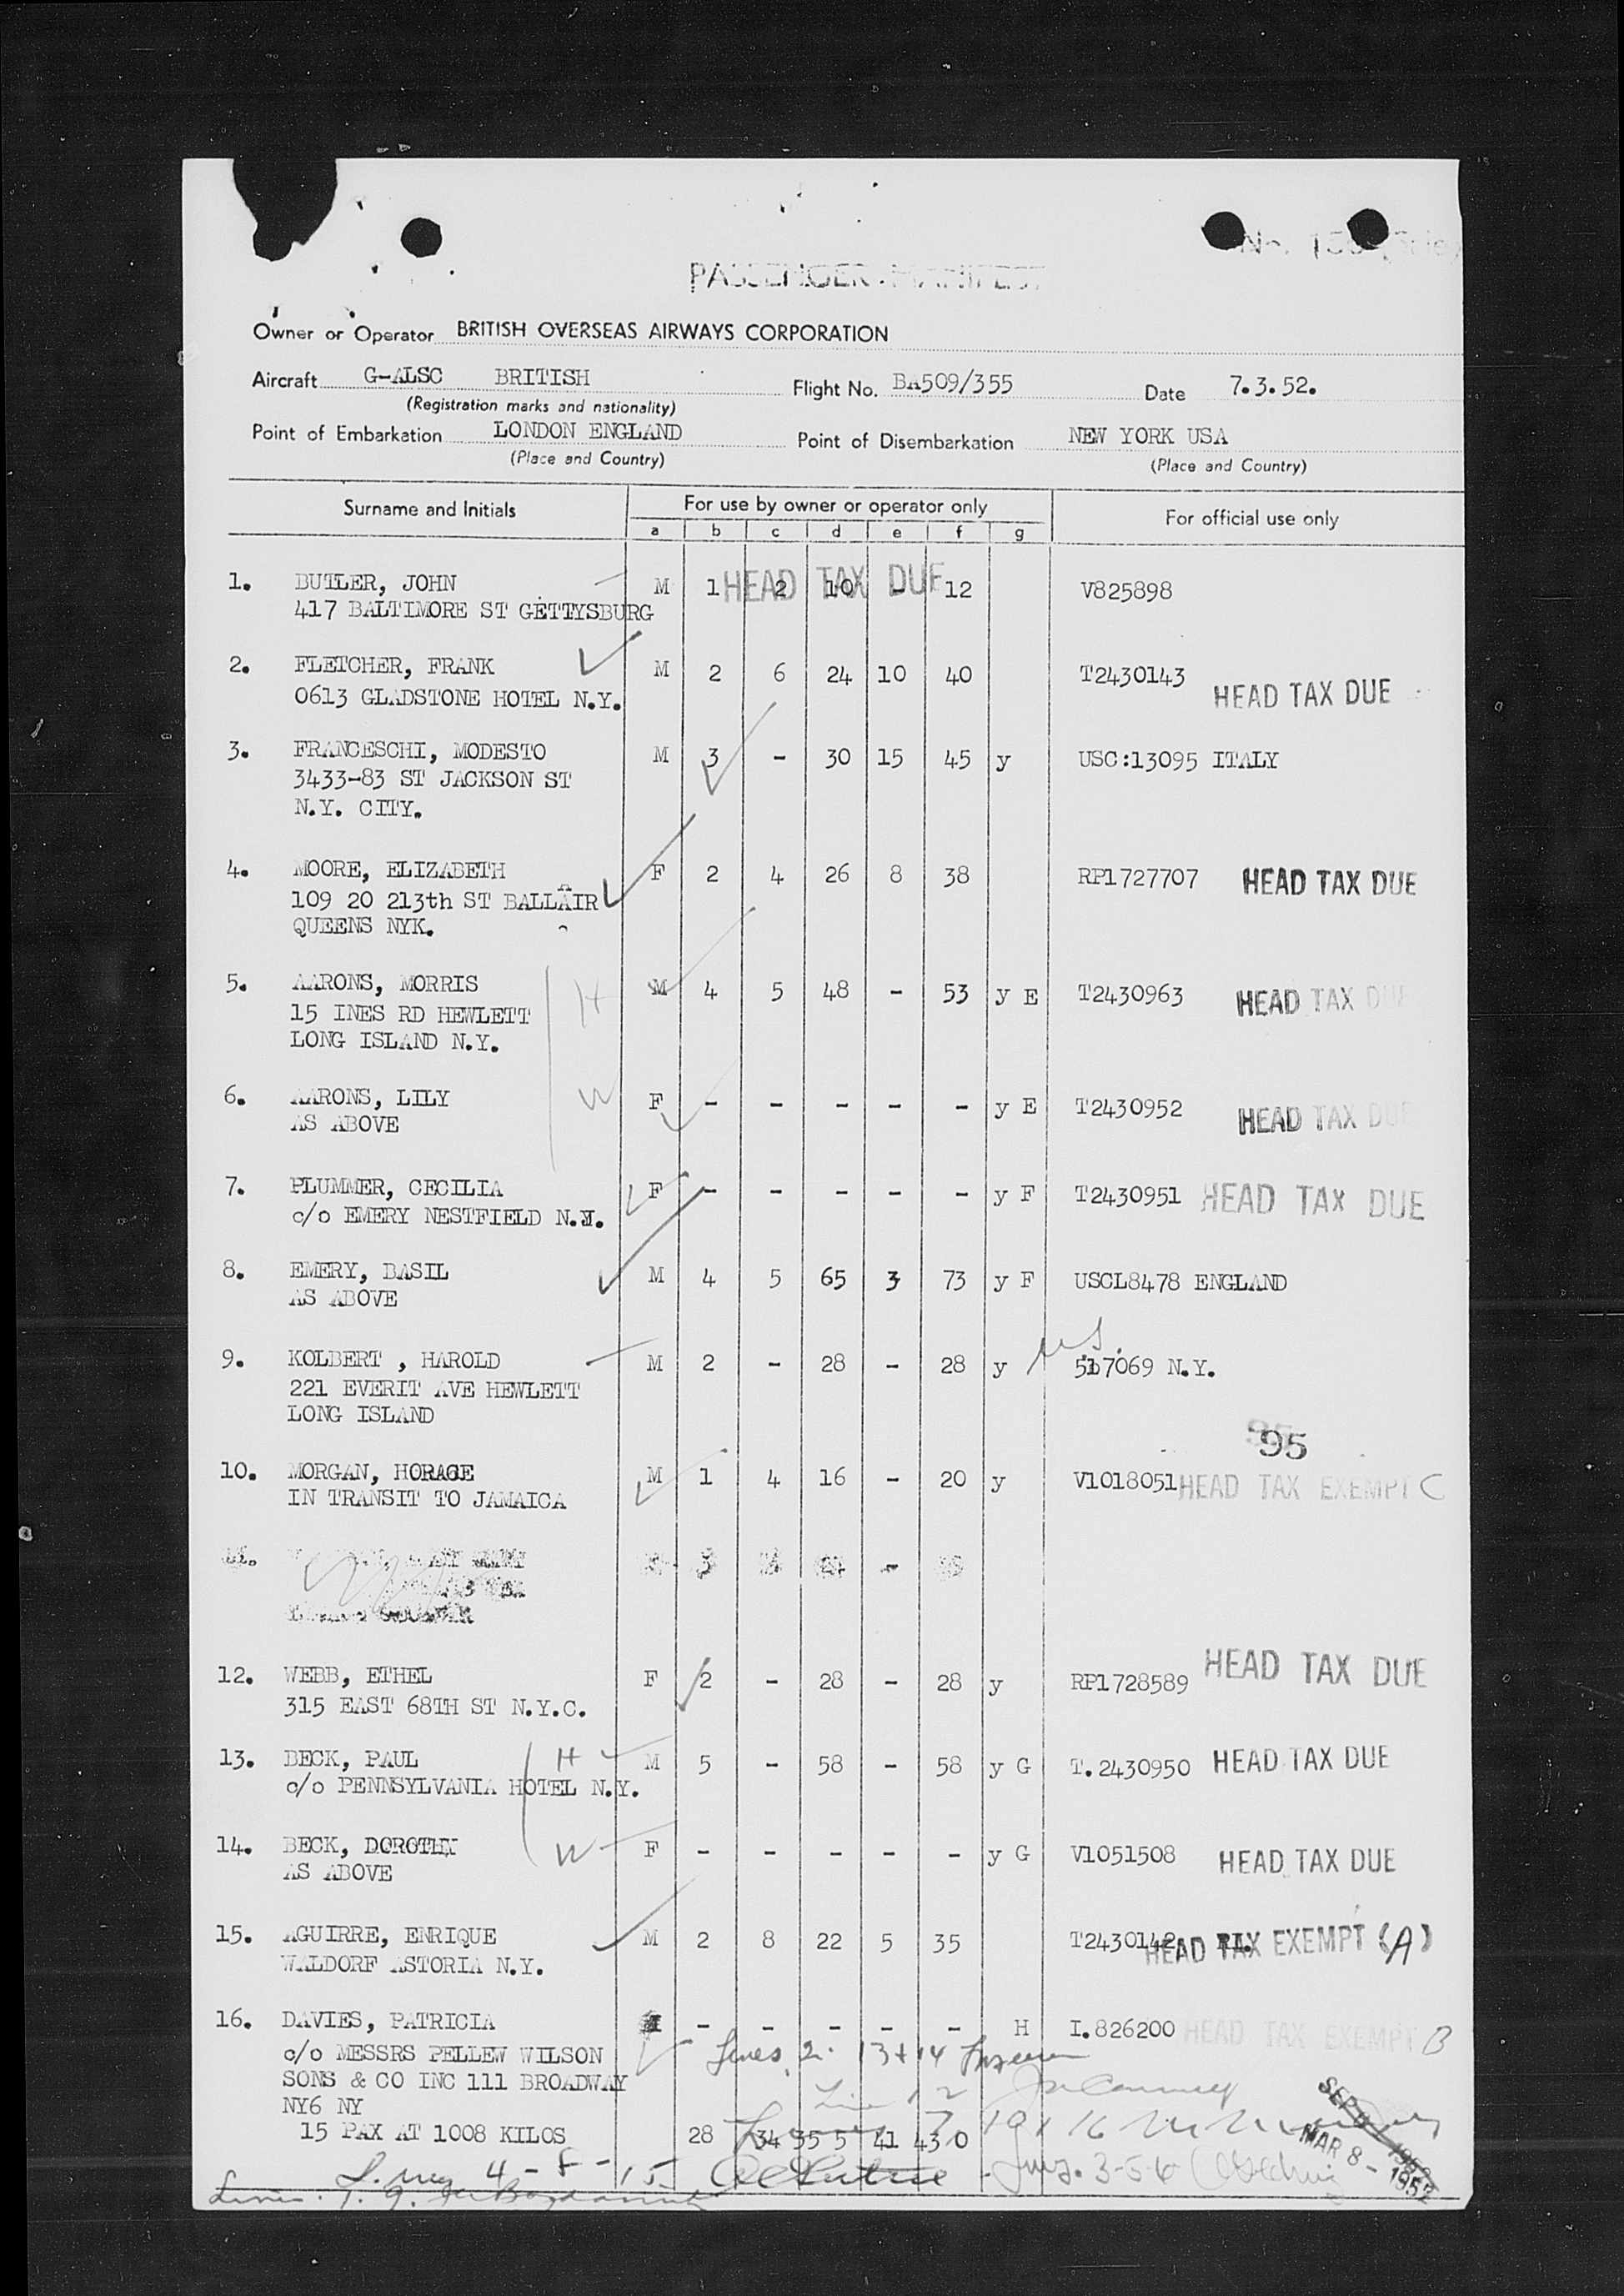 PASSENGER MANIFEST
Owner or Operator BRITISH OVERSEAS AIRWAYS CORPORATION
Aircraft G-ALSC BRITISH Flight No. BA509/355 Date 7.3.52.
(Registration marks and nationality)
Point of Embarkation LONDON ENGLAND Point of Disembarkation NEW YORK USA
(Place and Country) (Place and Country)
Surname and Initials For use by owner or operator only For official use only
a b c d e f g
1. BUTLER, JOHN M 1 2 10 - 12 V825898
HEAD TAX DUE
417 BALTIMORE ST GETTYSBURG
2. FLETCHER, FRANK M 2 6 24 10 40 T2430143
0613 GLADSTONE HOTEL N.Y. HEAD TAX DUE
3. FRANCESCHI, MODESTO M 3 - 30 15 45 y USC:13095 ITALY
3433-83 ST JACKSON ST
N.Y. CITY.
4. MOORE, ELIZABETH F 2 4 26 8 38 RP1727707 HEAD TAX DUE
109 20 213th ST BALLAIR
QUEENS NYK.
5. AARONS, MORRIS M 4 5 48 - 53 y E T2430963 HEAD TAX DUE
H
15 INES RD HEWLETT
LONG ISLAND N.Y.
6. AARONS, LILY W F - - - - - y E T2430952 HEAD TAX DUE
AS ABOVE
7. PLUMMER, CECILIA F - - - - - y F T2430951 HEAD TAX DUE
c/o EMERY NESTFIELD N.J.
8. EMERY, BASIL M 4 5 65 3 73 y F USCL8478 ENGLAND
AS ABOVE
9. KOLBERT , HAROLD M 2 - 28 - 28 y US. 517069 N.Y.
221 EVERIT AVE HEWLETT
LONG ISLAND
95
10. MORGAN, HORACE M 1 4 16 - 20 y V1018051 HEAD TAX EXEMPT C
IN TRANSIT TO JAMAICA
11.
12. WEBB, ETHEL F 2 - 28 - 28 y RP1728589 HEAD TAX DUE
315 EAST 68TH ST N.Y.C.
13. BECK, PAUL H M 5 - 58 - 58 y G T.2430950 HEAD TAX DUE
c/o PENNSYLVANIA HOTEL N.Y.
14. BECK, DOROTHY W F - - - - - y G V1051508 HEAD TAX DUE
AS ABOVE
15. AGUIRRE, ENRIQUE M 2 8 22 5 35 T2430142 HEAD TAX EXEMPT (A)
WALDORF ASTORIA N.Y.
16. DAVIES, PATRICIA - - - - - H I.826200 HEAD TAX EXEMPT B
c/o MESSRS PELLEW WILSON Lines 2. 13+14
SONS & CO INC 111 BROADWAY
NY6 NY
15 PAX AT 1008 KILOS 28 34 35 5 41 43 0
MAR 8 - 1952
4 - 8 - 15